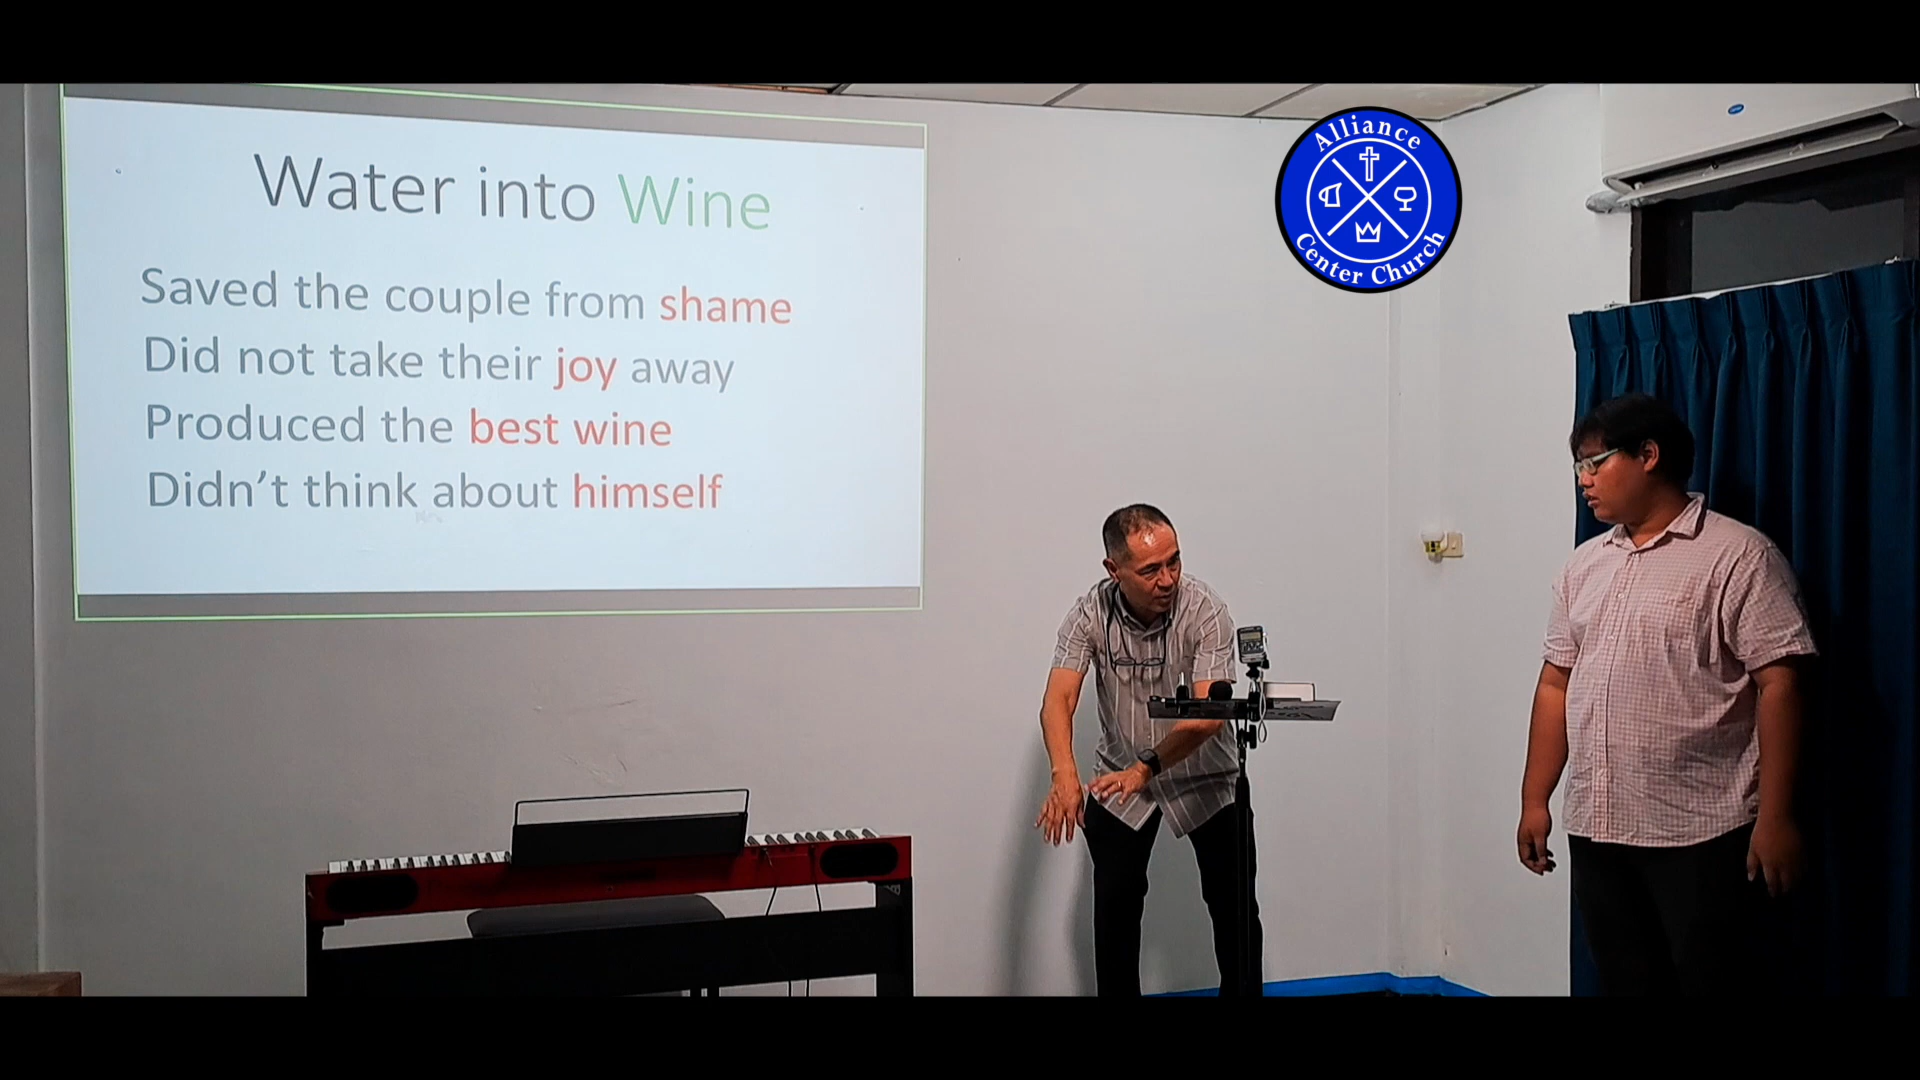 Water into Wine
Saved the couple from shame
Did not take their joy away
Produced the best wine
Didn't think about himself
Alliance
Center Church